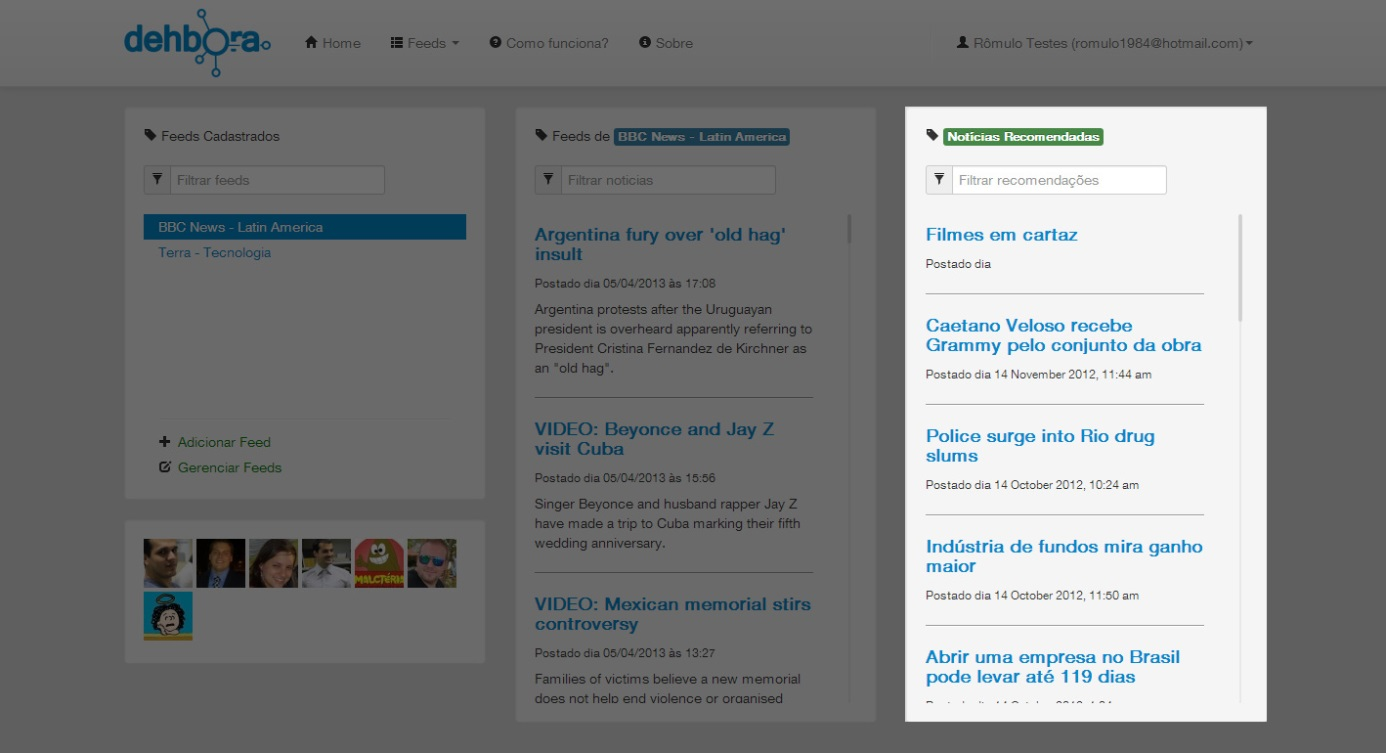 dehbora
Home
Feeds
Como funciona?
Sobre
Rômulo Testes (romulo1984@hotmail.com)
Feeds Cadastrados
Filtrar feeds
BBC News - Latin America
Terra - Tecnologia
Adicionar Feed
Gerenciar Feeds
MALCTÉRIA
Feeds de BBC News - Latin America
Filtrar noticias
Argentina fury over 'old hag'
insult
Postado dia 05/04/2013 às 17:08
Argentina protests after the Uruguayan
president is overheard apparently referring to
President Cristina Fernandez de Kirchner as
an "old hag".
VIDEO: Beyonce and Jay Z
visit Cuba
Postado dia 05/04/2013 às 15:56
Singer Beyonce and husband rapper Jay Z
have made a trip to Cuba marking their fifth
wedding anniversary.
VIDEO: Mexican memorial stirs
controversy
Postado dia 05/04/2013 às 13:27
Families of victims believe a new memorial
does not help end violence or organised
Notícias Recomendadas
Filtrar recomendações
Filmes em cartaz
Postado dia
Caetano Veloso recebe
Grammy pelo conjunto da obra
Postado dia 14 November 2012, 11:44 am
Police surge into Rio drug
slums
Postado dia 14 October 2012, 10:24 am
Indústria de fundos mira ganho
maior
Postado dia 14 October 2012, 11:50 am
Abrir uma empresa no Brasil
pode levar até 119 dias